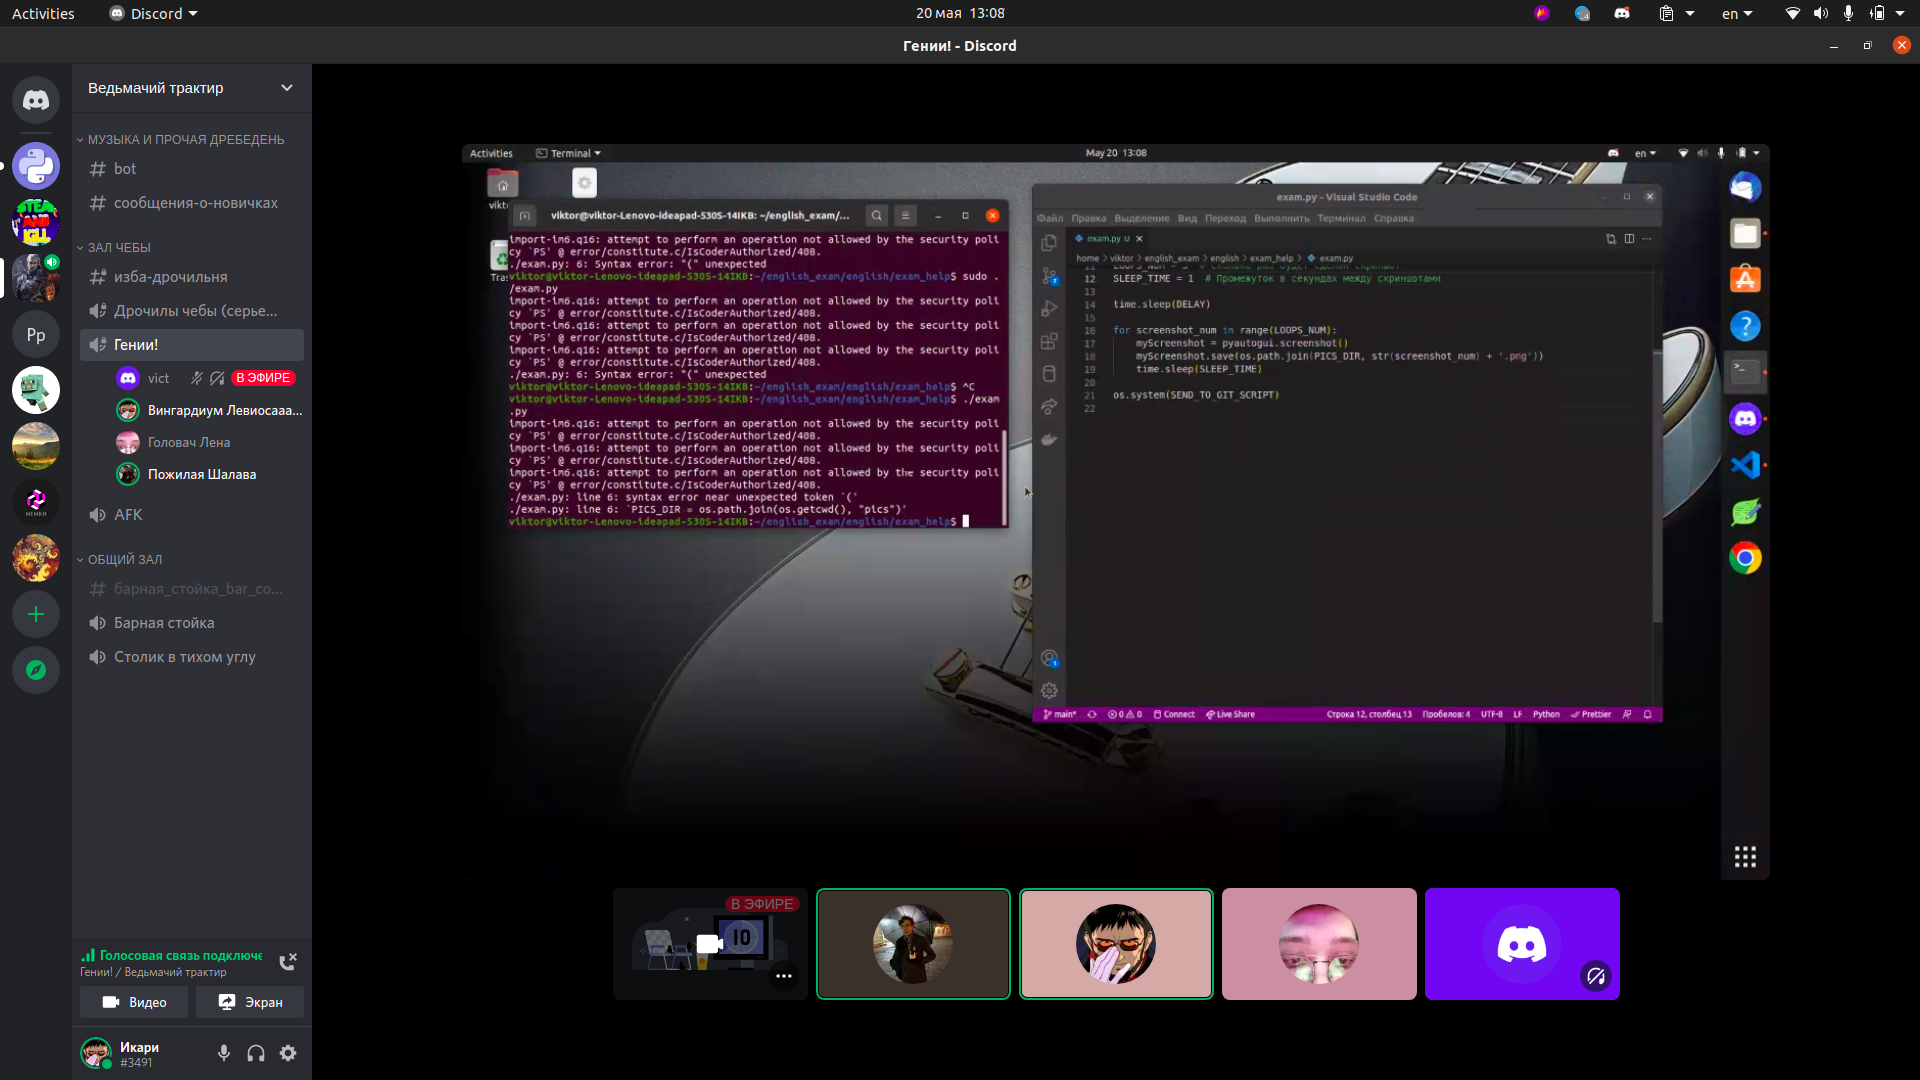 Activities
Discord
20 мая 13:08
en
Гении! - Discord
Ведьмачий трактир
МУЗЫКА И ПРОЧАЯ ДРЕБЕДЕНЬ
bot
сообщения-о-новичках
ЗАЛ ЧЕБЫ
изба-дрочильня
Дрочилы чебы (серье...
Гении!
vict
В ЭФИРЕ
Вингардиум Левиосааа...
Головач Лена
Пожилая Шалава
AFK
ОБЩИЙ ЗАЛ
барная_стойка_bar_co...
Барная стойка
Столик в тихом углу
Pp
Голосовая связь подключе
Гении! / Ведьмачий трактир
Видео
Экран
Икари
#3491
Activities
Terminal
May 20 13:08
en
viktor@viktor-Lenovo-ideapad-530S-14IKB: ~/english_exam/...
import-im6.q16: attempt to perform an operation not allowed by the security poli
cy `PS' @ error/constitute.c/IsCoderAuthorized/408.
./exam.py: 6: Syntax error: "(" unexpected
viktor@viktor-Lenovo-ideapad-530S-14IKB:~/english_exam/english/exam_help$ sudo .
/exam.py
import-im6.q16: attempt to perform an operation not allowed by the security poli
cy `PS' @ error/constitute.c/IsCoderAuthorized/408.
import-im6.q16: attempt to perform an operation not allowed by the security poli
cy `PS' @ error/constitute.c/IsCoderAuthorized/408.
import-im6.q16: attempt to perform an operation not allowed by the security poli
cy `PS' @ error/constitute.c/IsCoderAuthorized/408.
./exam.py: 6: Syntax error: "(" unexpected
viktor@viktor-Lenovo-ideapad-530S-14IKB:~/english_exam/english/exam_help$ ^C
viktor@viktor-Lenovo-ideapad-530S-14IKB:~/english_exam/english/exam_help$ ./exam
.py
import-im6.q16: attempt to perform an operation not allowed by the security poli
cy `PS' @ error/constitute.c/IsCoderAuthorized/408.
import-im6.q16: attempt to perform an operation not allowed by the security poli
cy `PS' @ error/constitute.c/IsCoderAuthorized/408.
import-im6.q16: attempt to perform an operation not allowed by the security poli
cy `PS' @ error/constitute.c/IsCoderAuthorized/408.
./exam.py: line 6: syntax error near unexpected token `('
./exam.py: line 6: `PICS_DIR = os.path.join(os.getcwd(), "pics")'
viktor@viktor-Lenovo-ideapad-530S-14IKB:~/english_exam/english/exam_help$
exam.py - Visual Studio Code
Файл Правка Выделение Вид Переход Выполнить Терминал Справка
exam.py U
home > viktor > english_exam > english > exam_help > exam.py
12 SLEEP_TIME = 1 # Промежуток в секундах между скриншотами
13
14 time.sleep(DELAY)
15
16 for screenshot_num in range(LOOPS_NUM):
17 myScreenshot = pyautogui.screenshot()
18 myScreenshot.save(os.path.join(PICS_DIR, str(screenshot_num) + '.png'))
19 time.sleep(SLEEP_TIME)
20
21 os.system(SEND_TO_GIT_SCRIPT)
22
main* 0 0 Connect Live Share Строка 12, столбец 13 Пробелов: 4 UTF-8 LF Python Prettier
В ЭФИРЕ